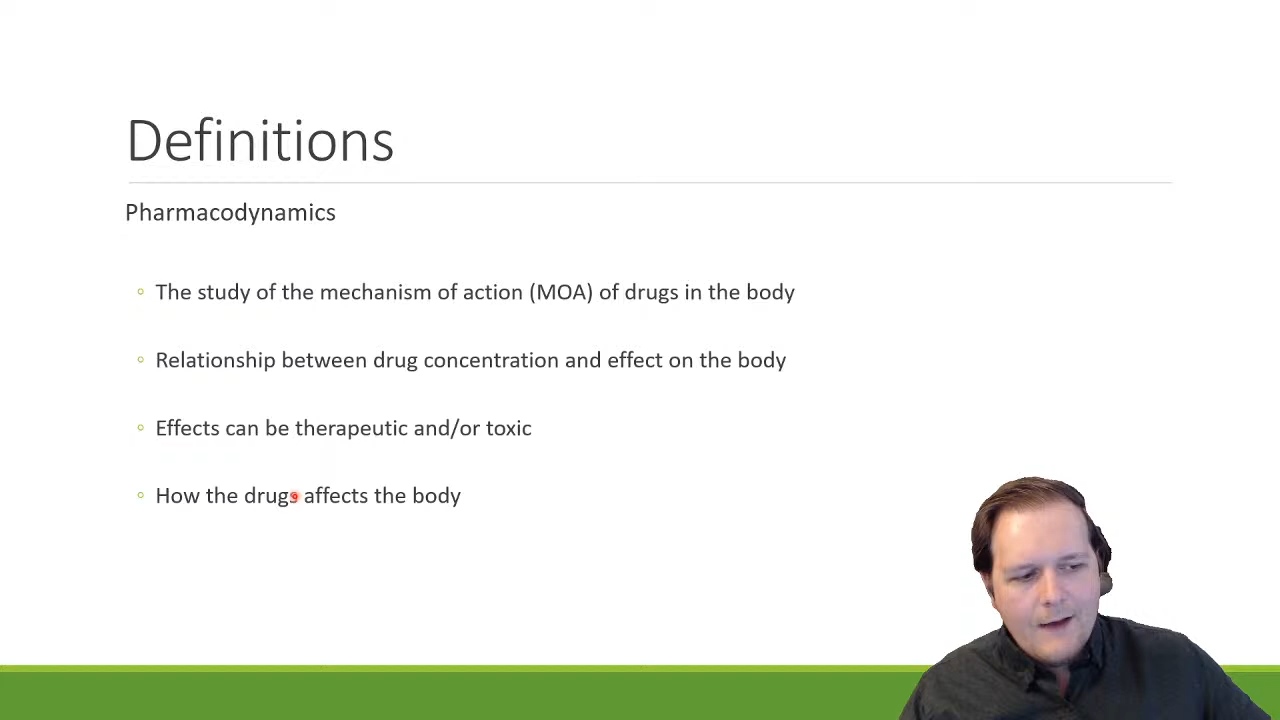 Definitions
Pharmacodynamics
◦ The study of the mechanism of action (MOA) of drugs in the body
◦ Relationship between drug concentration and effect on the body
◦ Effects can be therapeutic and/or toxic
◦ How the drugs affects the body